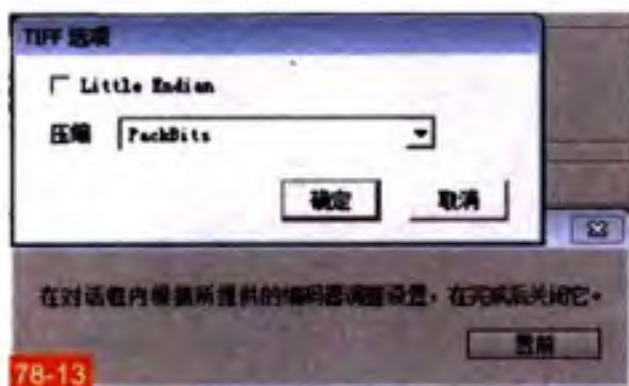 TIFF 选项
Little Endian
压缩 PackBits
确定 取消
在对话框内根据所提供的编码器调整设置，在完成后关闭它。
置前
78-13